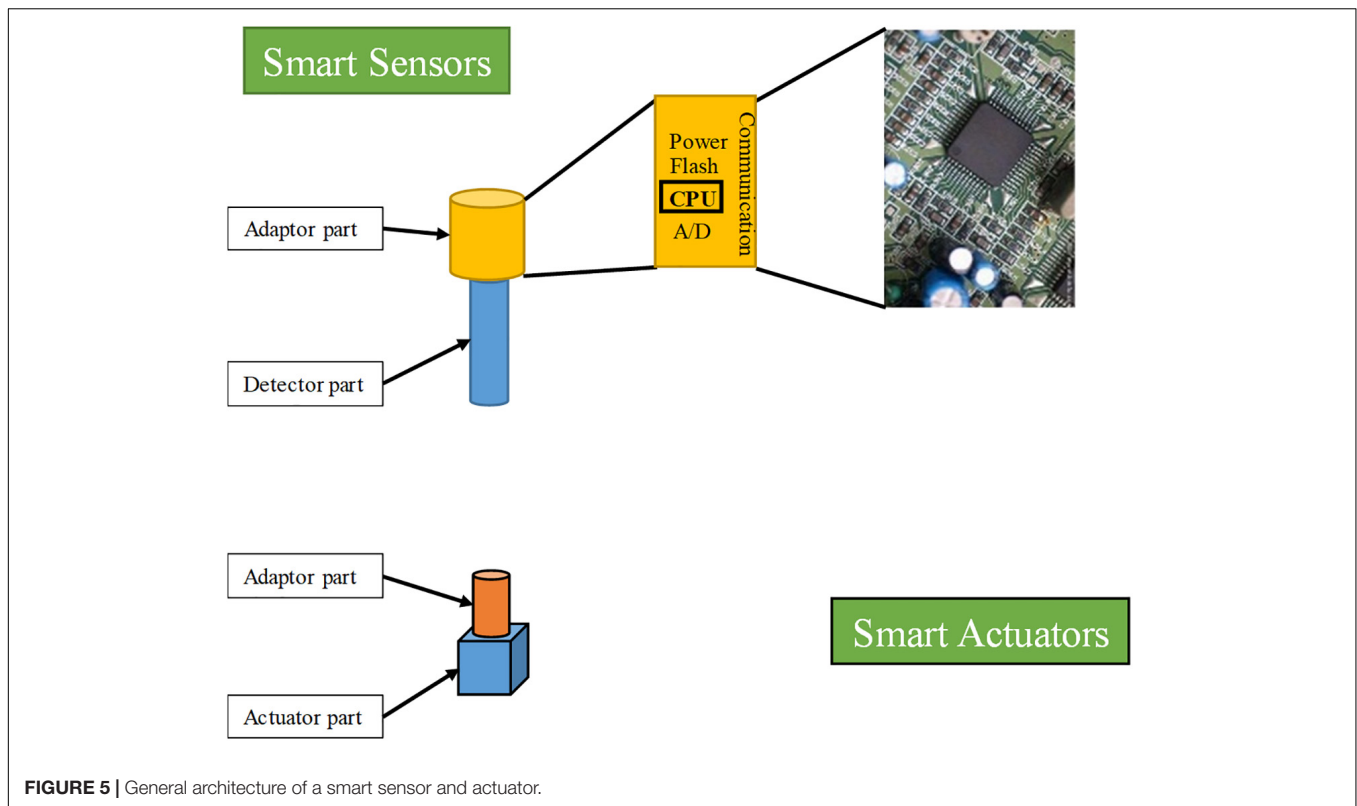 Smart Sensors
Adaptor part
Detector part
Power
Flash
CPU
A/D
Communication
Adaptor part
Actuator part
Smart Actuators
FIGURE 5 | General architecture of a smart sensor and actuator.